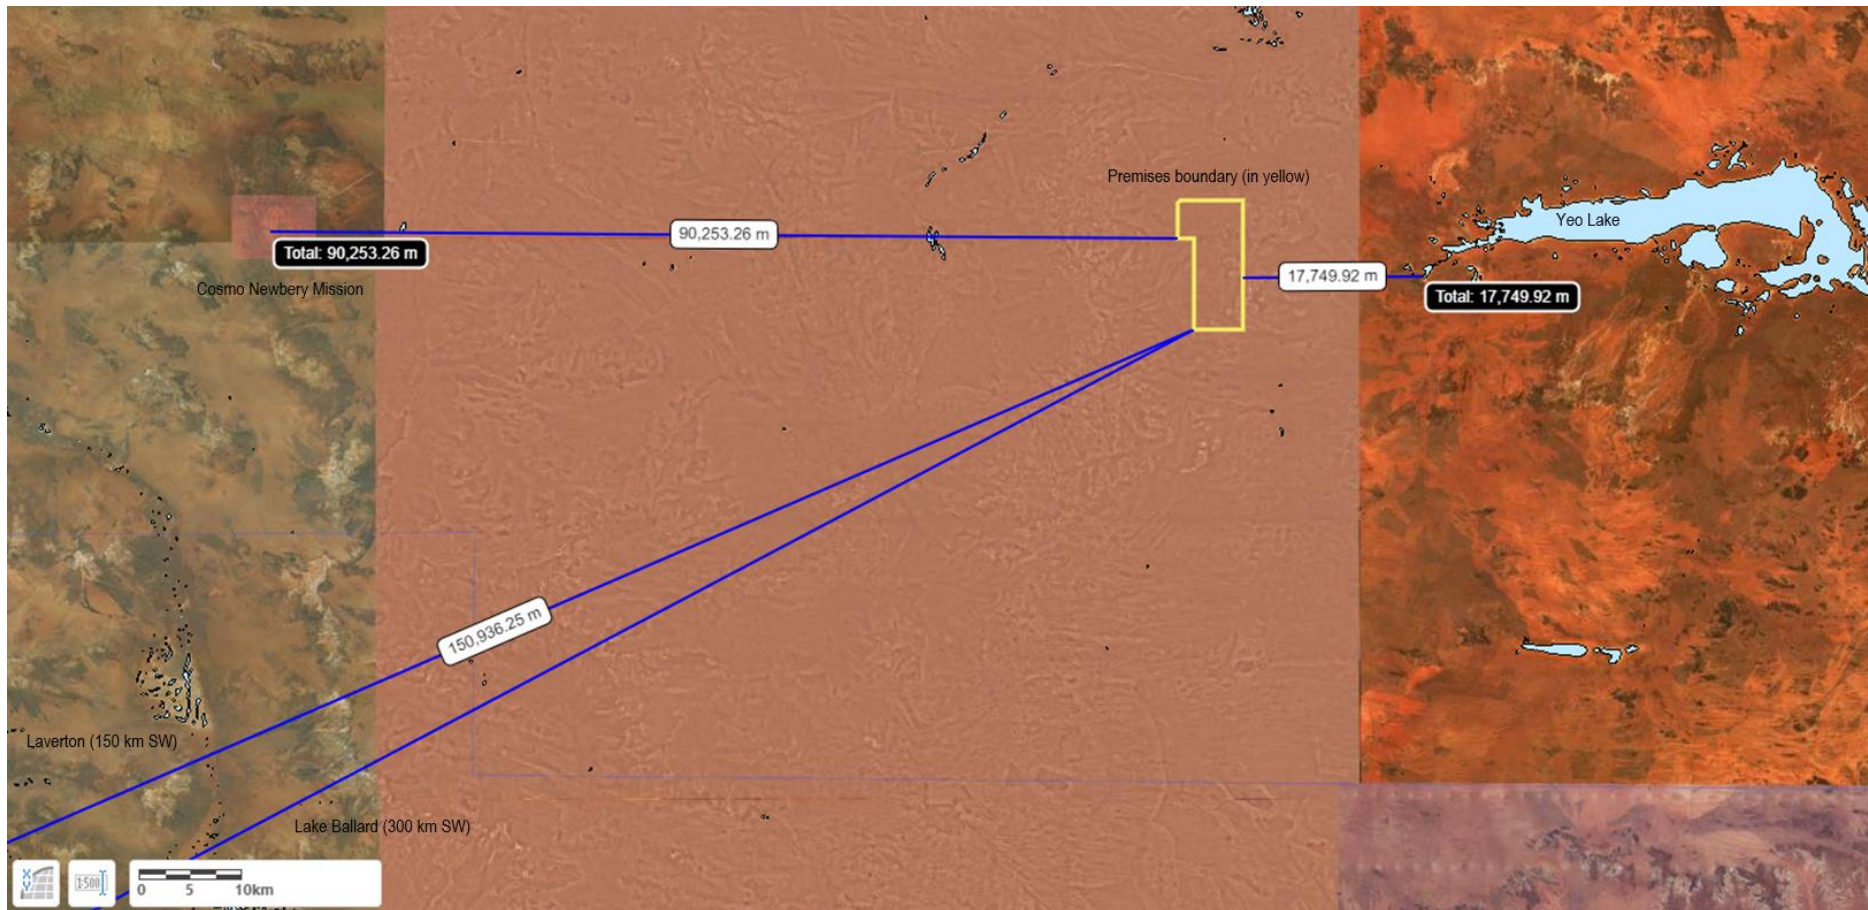 Premises boundary (in yellow)
Yeo Lake
90,253.26 m
Total: 90,253.26 m
17,749.92 m
Cosmo Newbery Mission
Total: 17,749.92 m
150,936.25 m
Laverton (150 km SW)
Lake Ballard (300 km SW)
1:500
0 5 10km